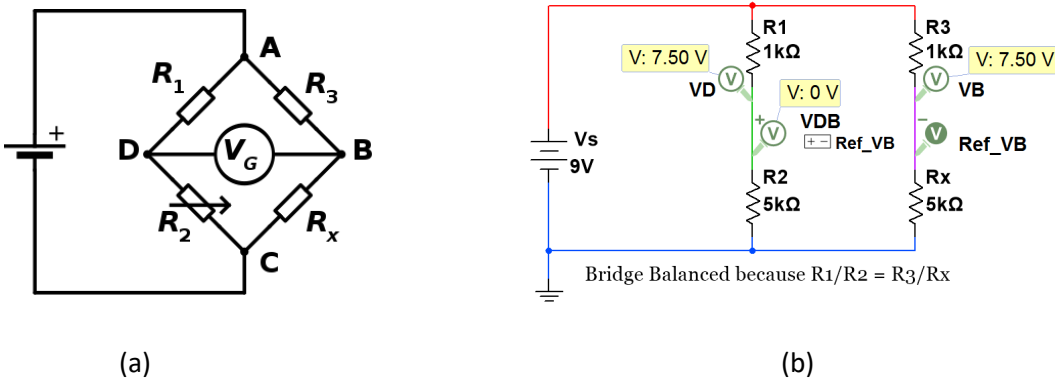 A
R1
R3
+
D
VG
B
R2
Rx
C
(a)
R1
1kΩ
R3
1kΩ
V: 7.50 V
V
VD
V: 7.50 V
V
VB
V: 0 V
+
V
VDB
+ - Ref_VB
−
V
Ref_VB
Vs
9V
R2
5kΩ
Rx
5kΩ
Bridge Balanced because R1/R2 = R3/Rx
(b)